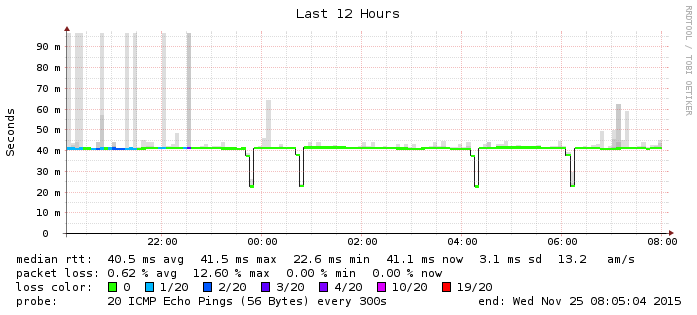 Last 12 Hours
RRDTOOL / TOBI OETIKER
Seconds
90 m
80 m
70 m
60 m
50 m
40 m
30 m
20 m
10 m
0
22:00 00:00 02:00 04:00 06:00 08:00
median rtt: 40.5 ms avg 41.5 ms max 22.6 ms min 41.1 ms now 3.1 ms sd 13.2 am/s
packet loss: 0.62 % avg 12.60 % max 0.00 % min 0.00 % now
loss color: 0 1/20 2/20 3/20 4/20 10/20 19/20
probe: 20 ICMP Echo Pings (56 Bytes) every 300s end: Wed Nov 25 08:05:04 2015